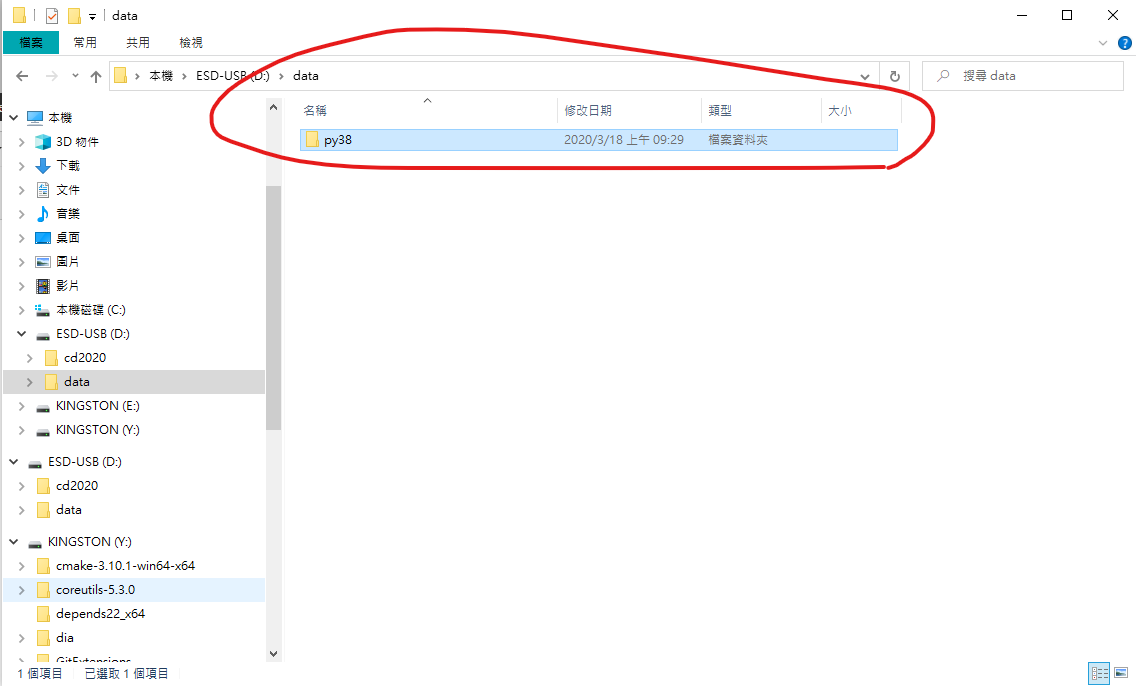 data
檔案 常用 共用 檢視
本機 ESD-USB (D:) data
搜尋 data
名稱 修改日期 類型 大小
py38 2020/3/18 上午 09:29 檔案資料夾
本機
3D 物件
下載
文件
音樂
桌面
圖片
影片
本機磁碟 (C:)
ESD-USB (D:)
cd2020
data
KINGSTON (E:)
KINGSTON (Y:)
ESD-USB (D:)
cd2020
data
KINGSTON (Y:)
cmake-3.10.1-win64-x64
coreutils-5.3.0
depends22_x64
dia
GitExtensions
1 個項目 已選取 1 個項目